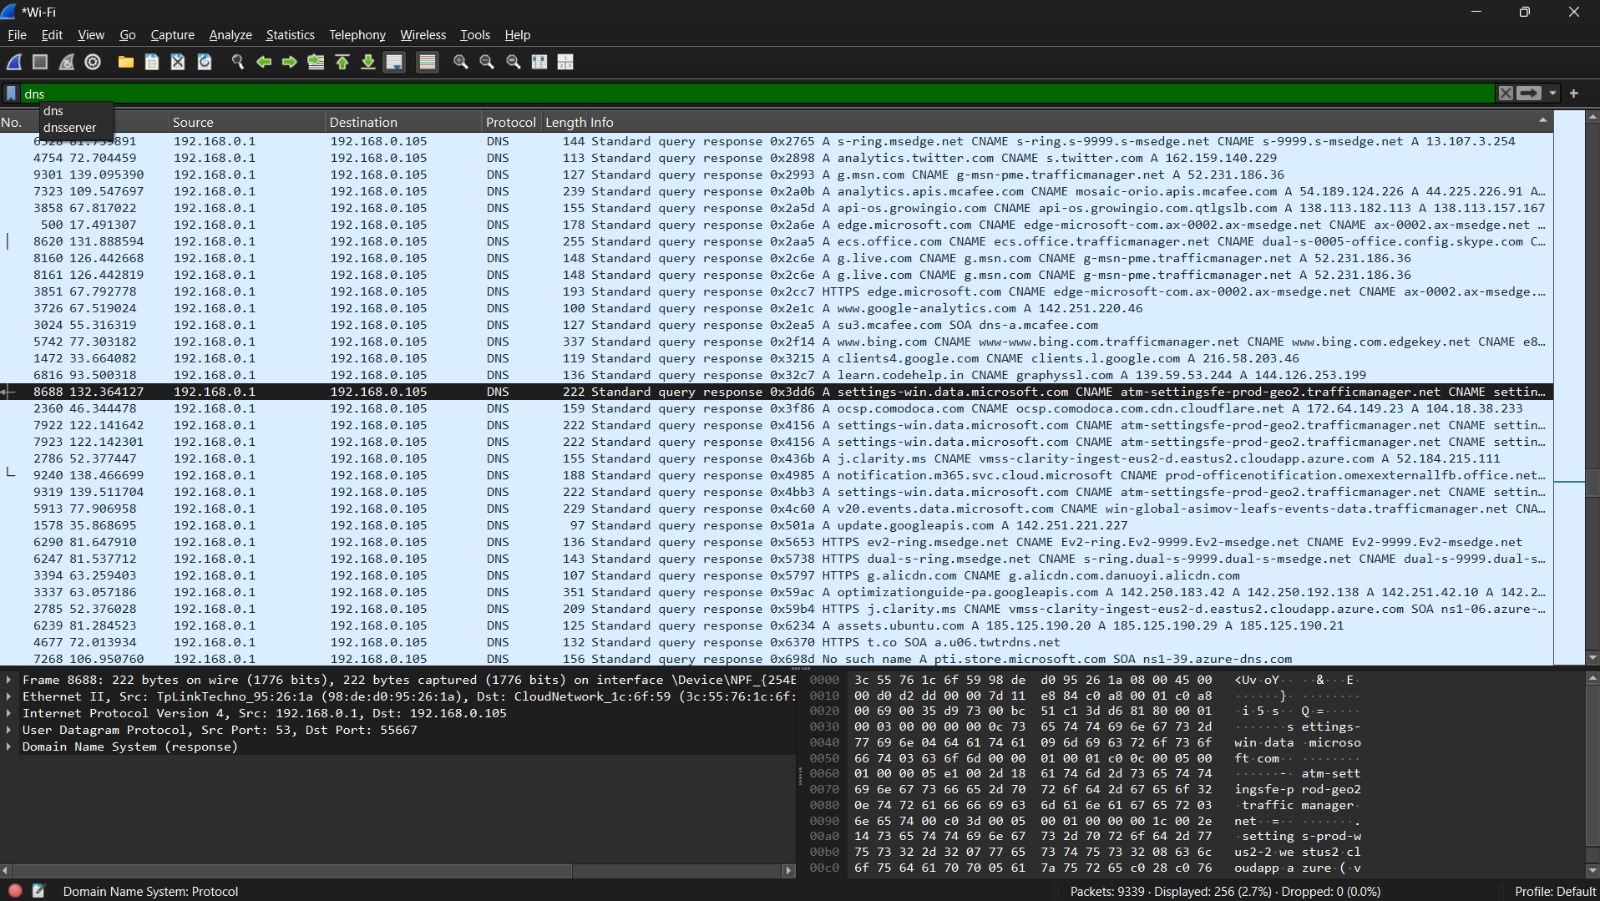 *Wi-Fi
File Edit View Go Capture Analyze Statistics Telephony Wireless Tools Help
dns
dns
dnsserver
No. Source Destination Protocol Length Info
192.168.0.1 192.168.0.105 DNS 144 Standard query response 0x2765 A s-ring.msedge.net CNAME s-ring.s-9999.s-msedge.net CNAME s-9999.s-msedge.net A 13.107.3.254
4754 72.704459 192.168.0.1 192.168.0.105 DNS 113 Standard query response 0x2898 A analytics.twitter.com CNAME s.twitter.com A 162.159.140.229
9301 139.095390 192.168.0.1 192.168.0.105 DNS 127 Standard query response 0x2993 A g.msn.com CNAME g-msn-pme.trafficmanager.net A 52.231.186.36
7323 109.547697 192.168.0.1 192.168.0.105 DNS 239 Standard query response 0x2a0b A analytics.apis.mcafee.com CNAME mosaic-orio.apis.mcafee.com A 54.189.124.226 A 44.225.226.91 A…
3858 67.817022 192.168.0.1 192.168.0.105 DNS 155 Standard query response 0x2a5d A api-os.growingio.com CNAME api-os.growingio.com.qtlgslb.com A 138.113.182.113 A 138.113.157.167
500 17.491307 192.168.0.1 192.168.0.105 DNS 178 Standard query response 0x2a6e A edge.microsoft.com CNAME edge-microsoft-com.ax-0002.ax-msedge.net CNAME ax-0002.ax-msedge.net …
8620 131.888594 192.168.0.1 192.168.0.105 DNS 255 Standard query response 0x2aa5 A ecs.office.com CNAME ecs.office.trafficmanager.net CNAME dual-s-0005-office.config.skype.com C…
8160 126.442668 192.168.0.1 192.168.0.105 DNS 148 Standard query response 0x2c6e A g.live.com CNAME g.msn.com CNAME g-msn-pme.trafficmanager.net A 52.231.186.36
8161 126.442819 192.168.0.1 192.168.0.105 DNS 148 Standard query response 0x2c6e A g.live.com CNAME g.msn.com CNAME g-msn-pme.trafficmanager.net A 52.231.186.36
3851 67.792778 192.168.0.1 192.168.0.105 DNS 193 Standard query response 0x2cc7 HTTPS edge.microsoft.com CNAME edge-microsoft-com.ax-0002.ax-msedge.net CNAME ax-0002.ax-msedge.…
3726 67.519024 192.168.0.1 192.168.0.105 DNS 100 Standard query response 0x2e1c A www.google-analytics.com A 142.251.220.46
3024 55.316319 192.168.0.1 192.168.0.105 DNS 127 Standard query response 0x2ea5 A su3.mcafee.com SOA dns-a.mcafee.com
5742 77.303182 192.168.0.1 192.168.0.105 DNS 337 Standard query response 0x2f14 A www.bing.com CNAME www-www.bing.com.trafficmanager.net CNAME www.bing.com.edgekey.net CNAME e8…
1472 33.664082 192.168.0.1 192.168.0.105 DNS 119 Standard query response 0x3215 A clients4.google.com CNAME clients.l.google.com A 216.58.203.46
6816 93.500318 192.168.0.1 192.168.0.105 DNS 136 Standard query response 0x32c7 A learn.codehelp.in CNAME graphyssl.com A 139.59.53.244 A 144.126.253.199
8688 132.364127 192.168.0.1 192.168.0.105 DNS 222 Standard query response 0x3dd6 A settings-win.data.microsoft.com CNAME atm-settingsfe-prod-geo2.trafficmanager.net CNAME settin…
2360 46.344478 192.168.0.1 192.168.0.105 DNS 159 Standard query response 0x3f86 A ocsp.comodoca.com CNAME ocsp.comodoca.com.cdn.cloudflare.net A 172.64.149.23 A 104.18.38.233
7922 122.141642 192.168.0.1 192.168.0.105 DNS 222 Standard query response 0x4156 A settings-win.data.microsoft.com CNAME atm-settingsfe-prod-geo2.trafficmanager.net CNAME settin…
7923 122.142301 192.168.0.1 192.168.0.105 DNS 222 Standard query response 0x4156 A settings-win.data.microsoft.com CNAME atm-settingsfe-prod-geo2.trafficmanager.net CNAME settin…
2786 52.377447 192.168.0.1 192.168.0.105 DNS 155 Standard query response 0x436b A j.clarity.ms CNAME vmss-clarity-ingest-eus2-d.eastus2.cloudapp.azure.com A 52.184.215.111
9240 138.466699 192.168.0.1 192.168.0.105 DNS 188 Standard query response 0x4985 A notification.m365.svc.cloud.microsoft CNAME prod-officenotification.omexexternallfb.office.net…
9319 139.511704 192.168.0.1 192.168.0.105 DNS 222 Standard query response 0x4bb3 A settings-win.data.microsoft.com CNAME atm-settingsfe-prod-geo2.trafficmanager.net CNAME settin…
5913 77.906958 192.168.0.1 192.168.0.105 DNS 229 Standard query response 0x4c60 A v20.events.data.microsoft.com CNAME win-global-asimov-leafs-events-data.trafficmanager.net CNA…
1578 35.868695 192.168.0.1 192.168.0.105 DNS 97 Standard query response 0x501a A update.googleapis.com A 142.251.221.227
6290 81.647910 192.168.0.1 192.168.0.105 DNS 136 Standard query response 0x5653 HTTPS ev2-ring.msedge.net CNAME Ev2-ring.Ev2-9999.Ev2-msedge.net CNAME Ev2-9999.Ev2-msedge.net
6247 81.537712 192.168.0.1 192.168.0.105 DNS 143 Standard query response 0x5738 HTTPS dual-s-ring.msedge.net CNAME s-ring.dual-s-9999.dual-s-msedge.net CNAME dual-s-9999.dual-s…
3394 63.259403 192.168.0.1 192.168.0.105 DNS 107 Standard query response 0x5797 HTTPS g.alicdn.com CNAME g.alicdn.com.danuoyi.alicdn.com
3337 63.057186 192.168.0.1 192.168.0.105 DNS 351 Standard query response 0x59ac A optimizationguide-pa.googleapis.com A 142.250.183.42 A 142.250.192.138 A 142.251.42.10 A 142.2…
2785 52.376028 192.168.0.1 192.168.0.105 DNS 209 Standard query response 0x59b4 HTTPS j.clarity.ms CNAME vmss-clarity-ingest-eus2-d.eastus2.cloudapp.azure.com SOA ns1-06.azure-…
6239 81.284523 192.168.0.1 192.168.0.105 DNS 125 Standard query response 0x6234 A assets.ubuntu.com A 185.125.190.20 A 185.125.190.29 A 185.125.190.21
4677 72.013934 192.168.0.1 192.168.0.105 DNS 132 Standard query response 0x6370 HTTPS t.co SOA a.u06.twtrdns.net
7268 106.950760 192.168.0.1 192.168.0.105 DNS 156 Standard query response 0x698d No such name A pti.store.microsoft.com SOA ns1-39.azure-dns.com
Frame 8688: 222 bytes on wire (1776 bits), 222 bytes captured (1776 bits) on interface \Device\NPF_{254E
Ethernet II, Src: TpLinkTechno_95:26:1a (98:de:d0:95:26:1a), Dst: CloudNetwork_1c:6f:59 (3c:55:76:1c:6f:
Internet Protocol Version 4, Src: 192.168.0.1, Dst: 192.168.0.105
User Datagram Protocol, Src Port: 53, Dst Port: 55667
Domain Name System (response)
0000 3c 55 76 1c 6f 59 98 de d0 95 26 1a 08 00 45 00 <Uv·oY·· ··&···E·
0010 00 d0 d2 dd 00 00 7d 11 e8 84 c0 a8 00 01 c0 a8 ······}· ········
0020 00 69 00 35 d9 73 00 bc 51 c1 3d d6 81 80 00 01 ·i·5·s·· Q·=·····
0030 00 03 00 00 00 00 0c 73 65 74 74 69 6e 67 73 2d ·······s ettings-
0040 77 69 6e 04 64 61 74 61 09 6d 69 63 72 6f 73 6f win·data ·microso
0050 66 74 03 63 6f 6d 00 00 01 00 01 c0 0c 00 05 00 ft·com·· ········
0060 01 00 00 05 e1 00 2d 18 61 74 6d 2d 73 65 74 74 ······-· atm-sett
0070 69 6e 67 73 66 65 2d 70 72 6f 64 2d 67 65 6f 32 ingsfe-p rod-geo2
0080 0e 74 72 61 66 66 69 63 6d 61 6e 61 67 65 72 03 ·traffic manager·
0090 6e 65 74 00 c0 3d 00 05 00 01 00 00 00 1c 00 2e net··=·· ·······.
00a0 14 73 65 74 74 69 6e 67 73 2d 70 72 6f 64 2d 77 ·setting s-prod-w
00b0 75 73 32 2d 32 07 77 65 73 74 75 73 32 08 63 6c us2-2·we stus2·cl
00c0 6f 75 64 61 70 70 05 61 7a 75 72 65 c0 28 c0 76 oudapp·a zure·(·v
Domain Name System: Protocol
Packets: 9339 · Displayed: 256 (2.7%) · Dropped: 0 (0.0%)
Profile: Default